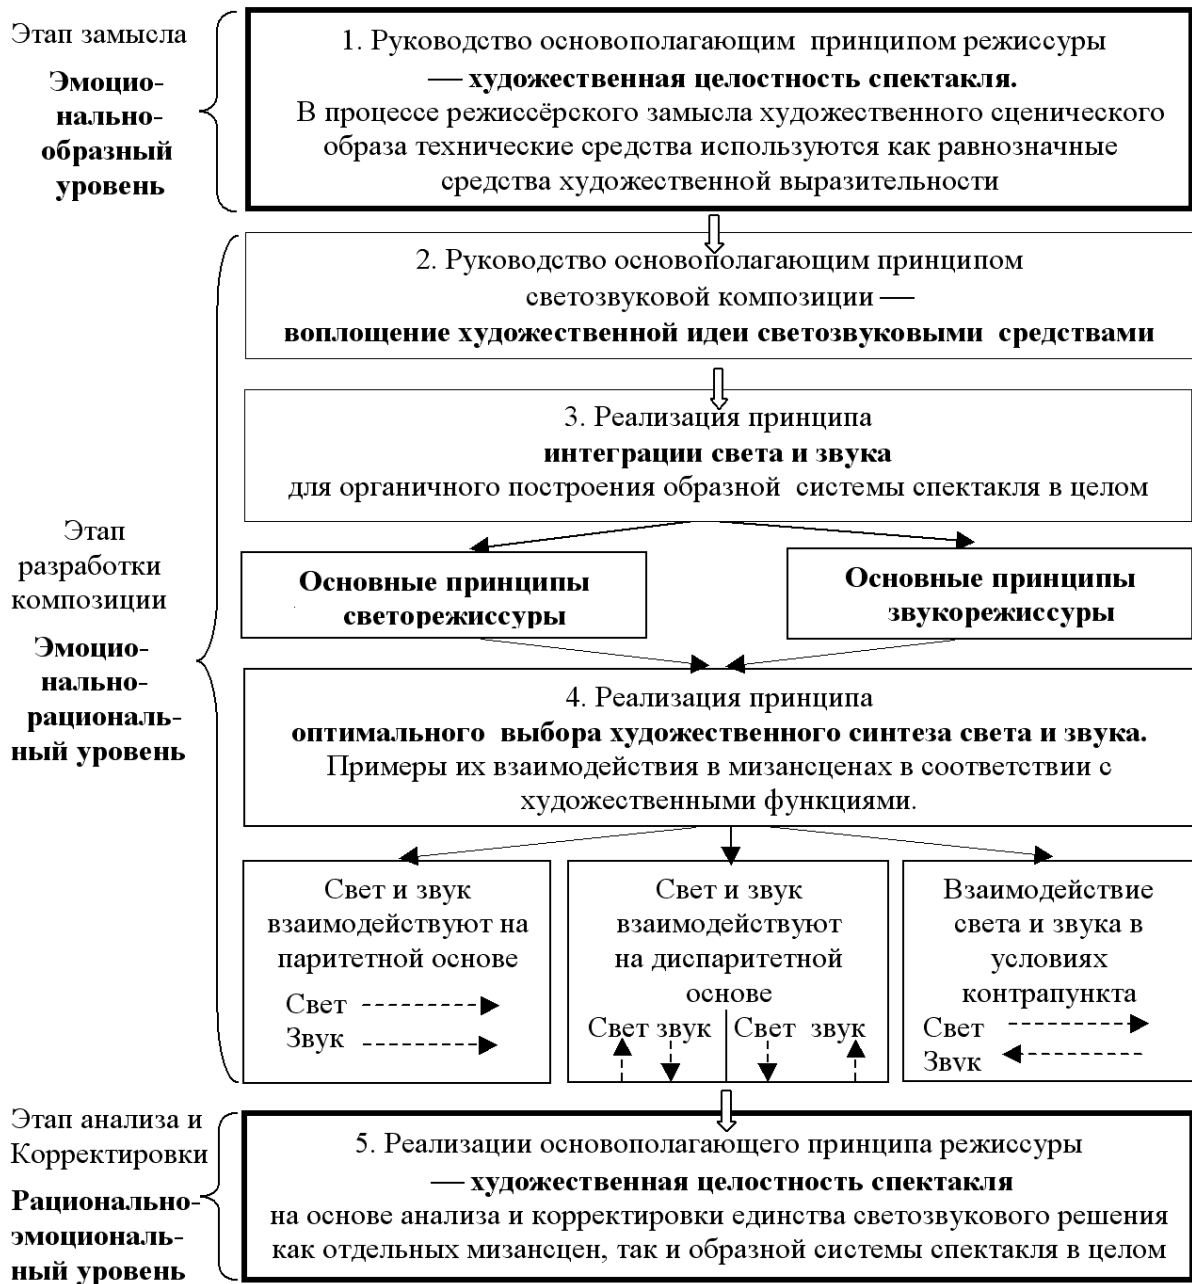 Этап замысла
Эмоцио-
нально-
образный
уровень
1. Руководство основополагающим принципом режиссуры
— художественная целостность спектакля.
В процессе режиссёрского замысла художественного сценического
образа технические средства используются как равнозначные
средства художественной выразительности
Этап
разработки
композиции
Эмоцио-
нально-
рациональ-
ный уровень
2. Руководство основополагающим принципом
светозвуковой композиции —
воплощение художественной идеи светозвуковыми средствами
3. Реализация принципа
интеграции света и звука
для органичного построения образной системы спектакля в целом
Основные принципы
светорежиссуры
Основные принципы
звукорежиссуры
4. Реализация принципа
оптимального выбора художественного синтеза света и звука.
Примеры их взаимодействия в мизансценах в соответствии с
художественными функциями.
Свет и звук
взаимодействуют на
паритетной основе
Свет
Звук
Свет и звук
взаимодействуют
на диспаритетной
основе
Свет звук
Свет звук
Взаимодействие
света и звука в
условиях
контрапункта
Свет
Звук
Этап анализа и
Корректировки
Рационально-
эмоциональ-
ный уровень
5. Реализации основополагающего принципа режиссуры
— художественная целостность спектакля
на основе анализа и корректировки единства светозвукового решения
как отдельных мизансцен, так и образной системы спектакля в целом